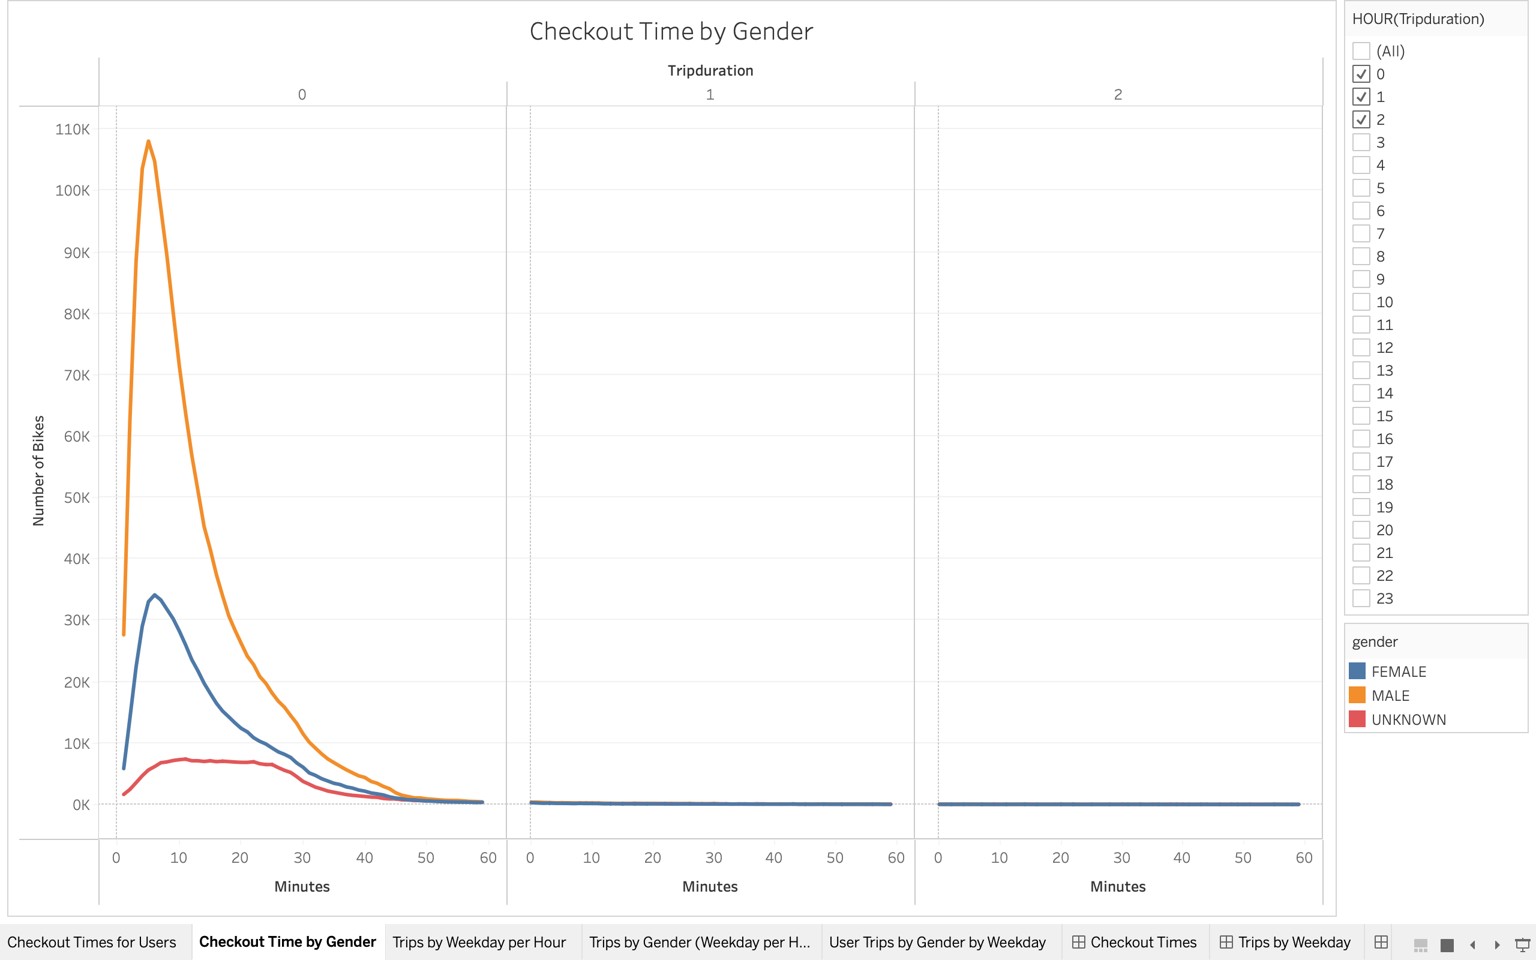 Checkout Time by Gender
Tripduration
0 1 2
110K
100K
90K
80K
70K
60K
50K
40K
30K
20K
10K
0K
Number of Bikes
0 10 20 30 40 50 60 0 10 20 30 40 50 60 0 10 20 30 40 50 60
Minutes Minutes Minutes
HOUR(Tripduration)
(All)
0
1
2
3
4
5
6
7
8
9
10
11
12
13
14
15
16
17
18
19
20
21
22
23
gender
FEMALE
MALE
UNKNOWN
Checkout Times for Users Checkout Time by Gender Trips by Weekday per Hour Trips by Gender (Weekday per H... User Trips by Gender by Weekday Checkout Times Trips by Weekday